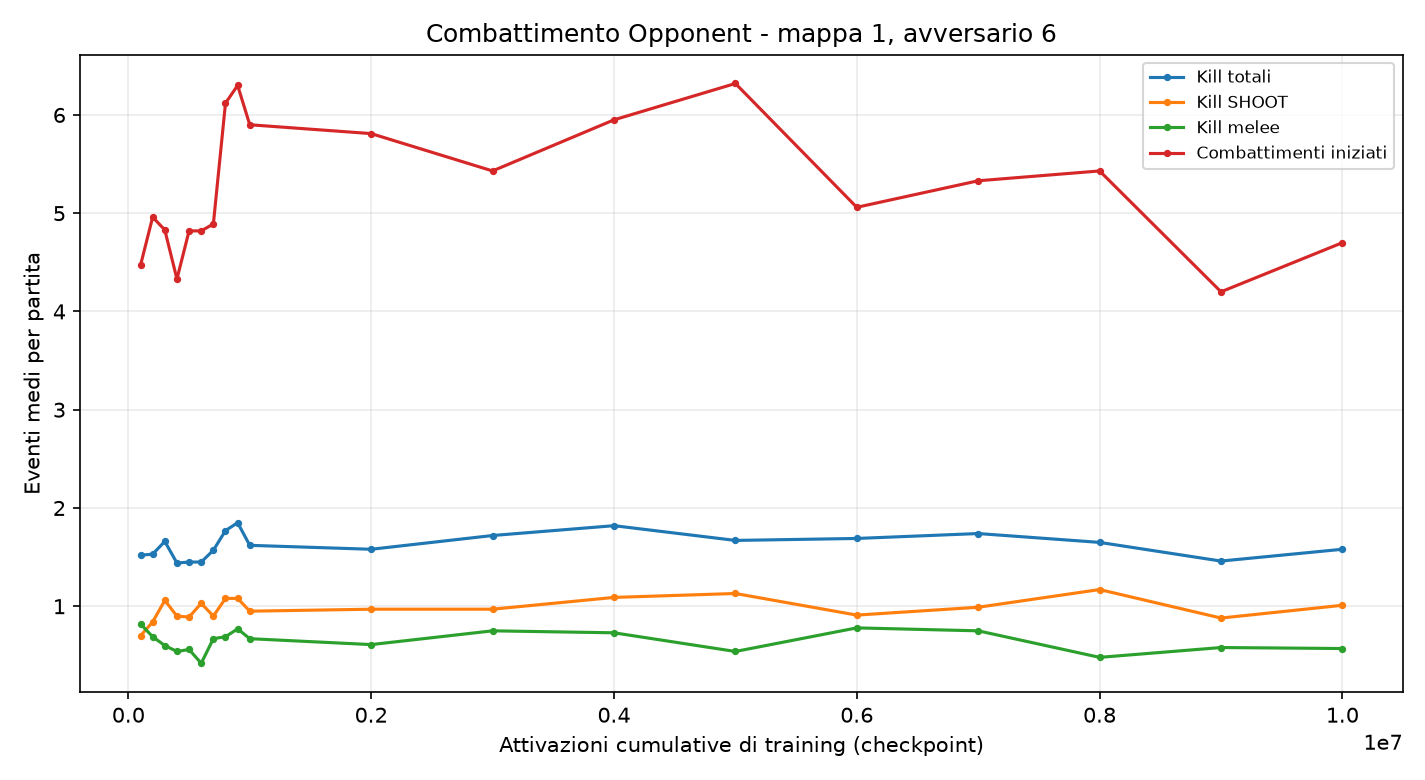 Combattimento Opponent - mappa 1, avversario 6
Kill totali
Kill SHOOT
Kill melee
Combattimenti iniziati
Eventi medi per partita
6
5
4
3
2
1
0.0
0.2
0.4
0.6
0.8
1.0
1e7
Attivazioni cumulative di training (checkpoint)